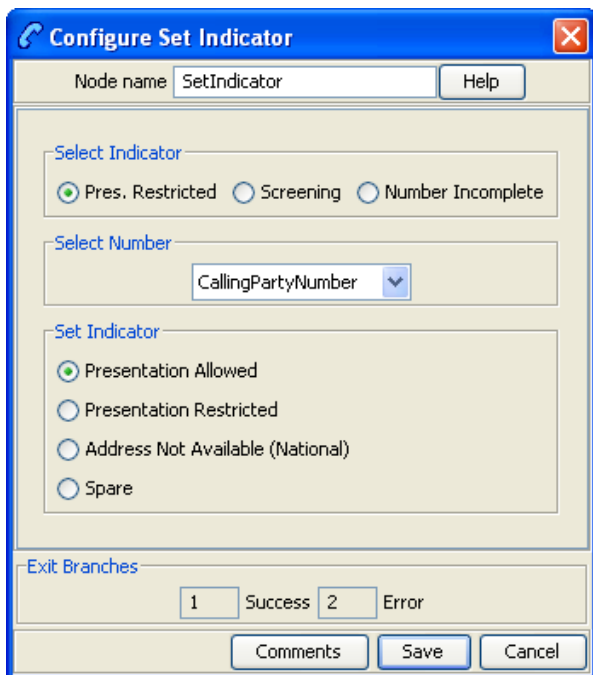 Configure Set Indicator
Node name SetIndicator Help
Select Indicator
Pres. Restricted Screening Number Incomplete
Select Number
CallingPartyNumber
Set Indicator
Presentation Allowed
Presentation Restricted
Address Not Available (National)
Spare
Exit Branches
1 Success 2 Error
Comments Save Cancel